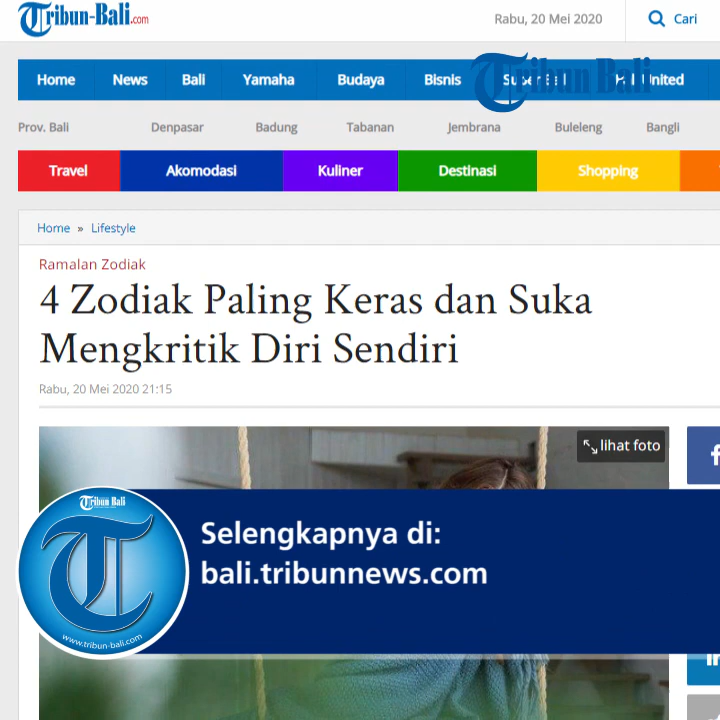 Tribun-Bali.com
Rabu, 20 Mei 2020
Cari
Home News Bali Yamaha Budaya Bisnis United
Tribun Bali
Prov. Bali Denpasar Badung Tabanan Jembrana Buleleng Bangli
Travel Akomodasi Kuliner Destinasi Shopping
Home » Lifestyle
Ramalan Zodiak
4 Zodiak Paling Keras dan Suka
Mengkritik Diri Sendiri
Rabu, 20 Mei 2020 21:15
lihat foto
Tribun Bali
T
www.tribun-bali.com
Selengkapnya di:
bali.tribunnews.com